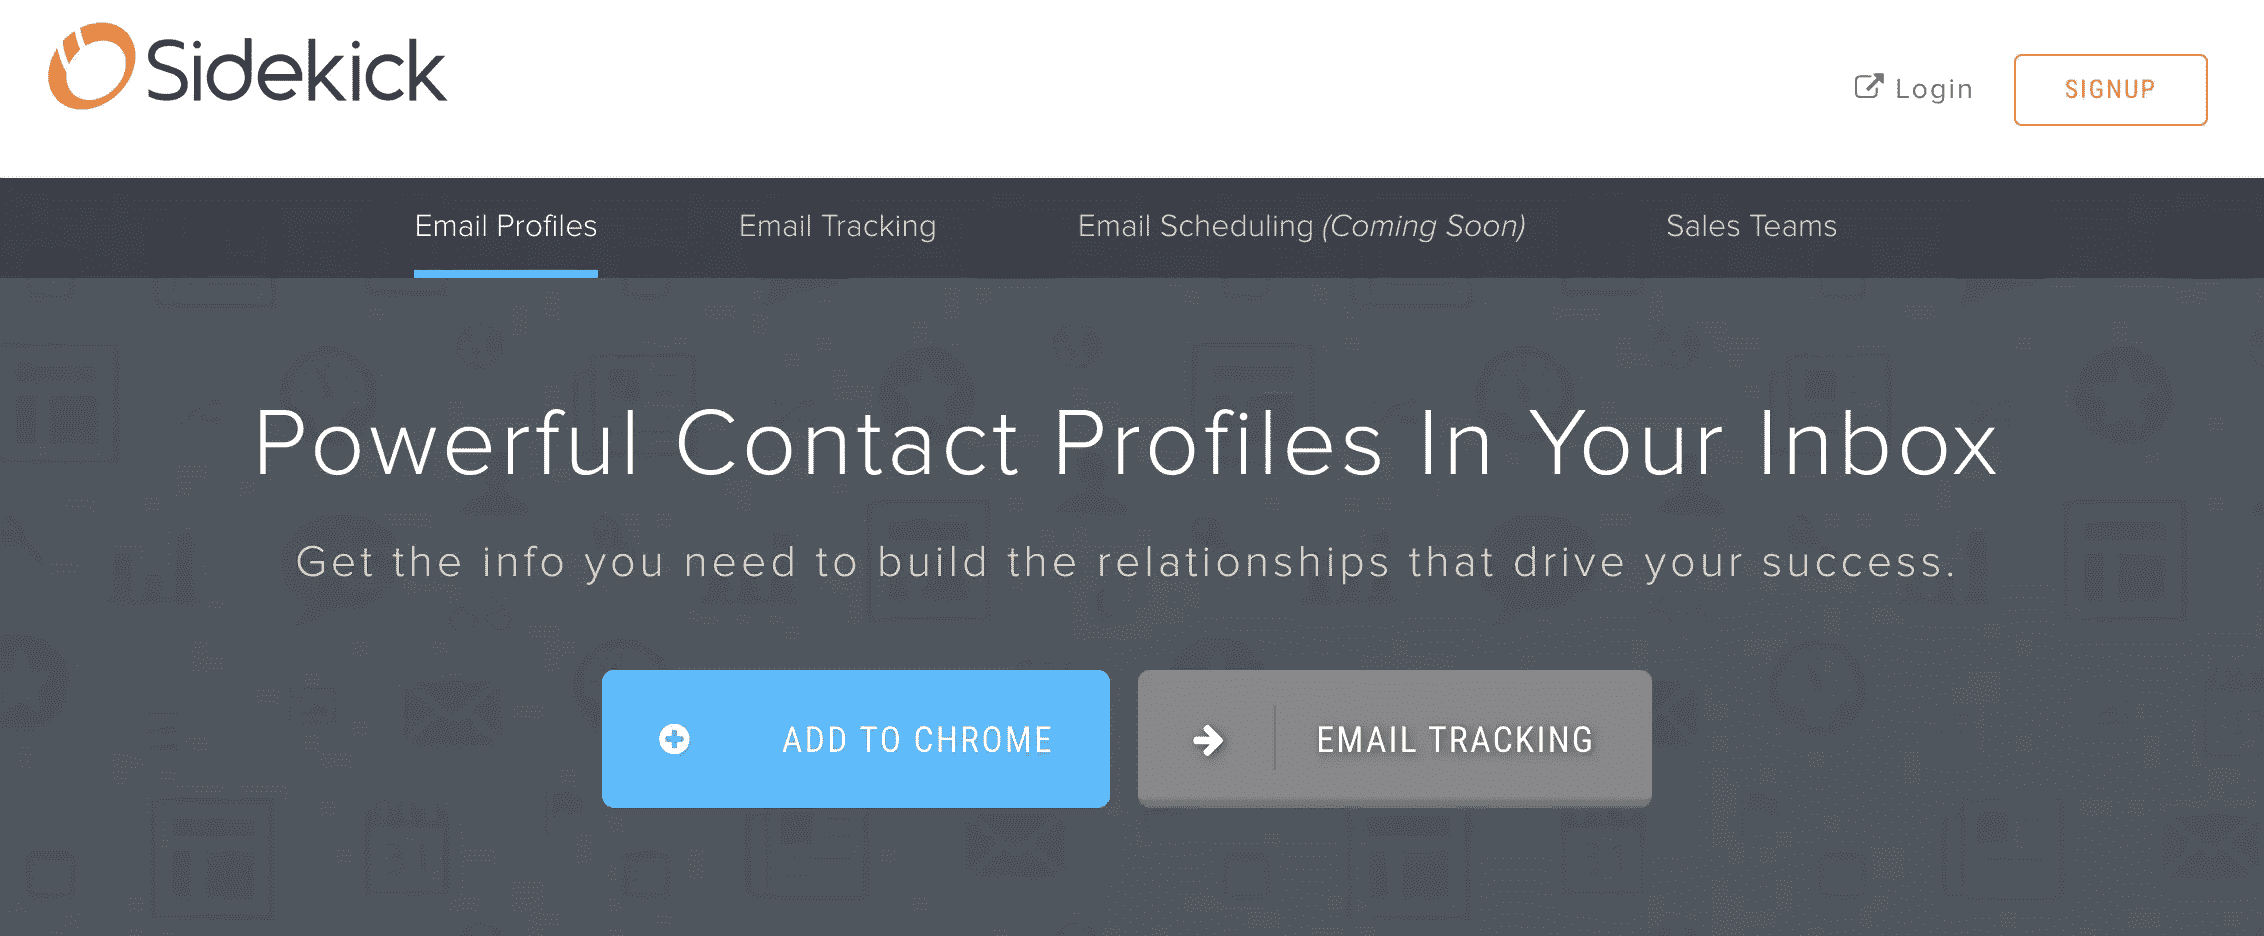 Sidekick
Login
SIGNUP
Email Profiles
Email Tracking
Email Scheduling (Coming Soon)
Sales Teams
Powerful Contact Profiles In Your Inbox
Get the info you need to build the relationships that drive your success.
ADD TO CHROME
EMAIL TRACKING